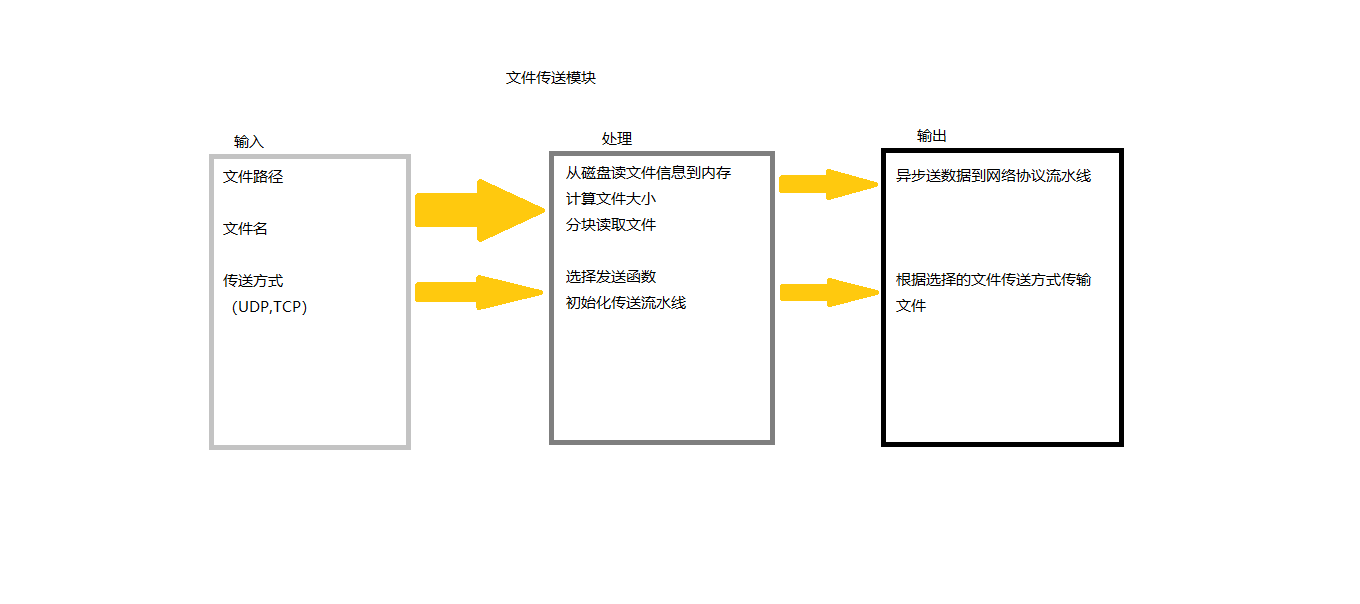 文件传送模块
输入
文件路径
文件名
传送方式
（UDP,TCP）
处理
从磁盘读文件信息到内存
计算文件大小
分块读取文件
选择发送函数
初始化传送流水线
输出
异步送数据到网络协议流水线
根据选择的文件传送方式传输
文件